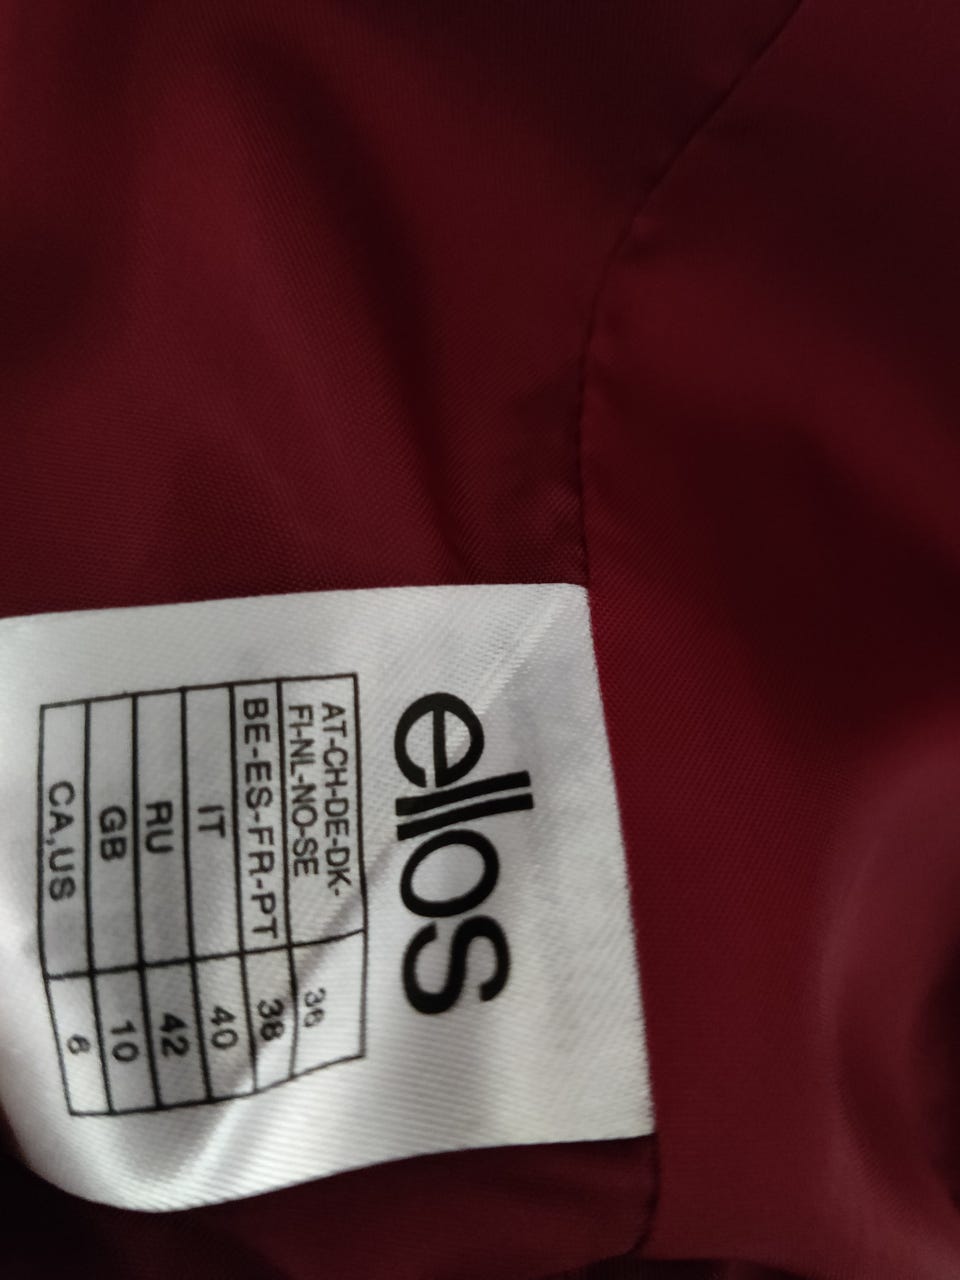 ellos
AT-CH-DE-DK-
FI-NL-NO-SE 36
BE-ES-FR-PT 38
IT 40
RU 42
GB 10
CA,US 6